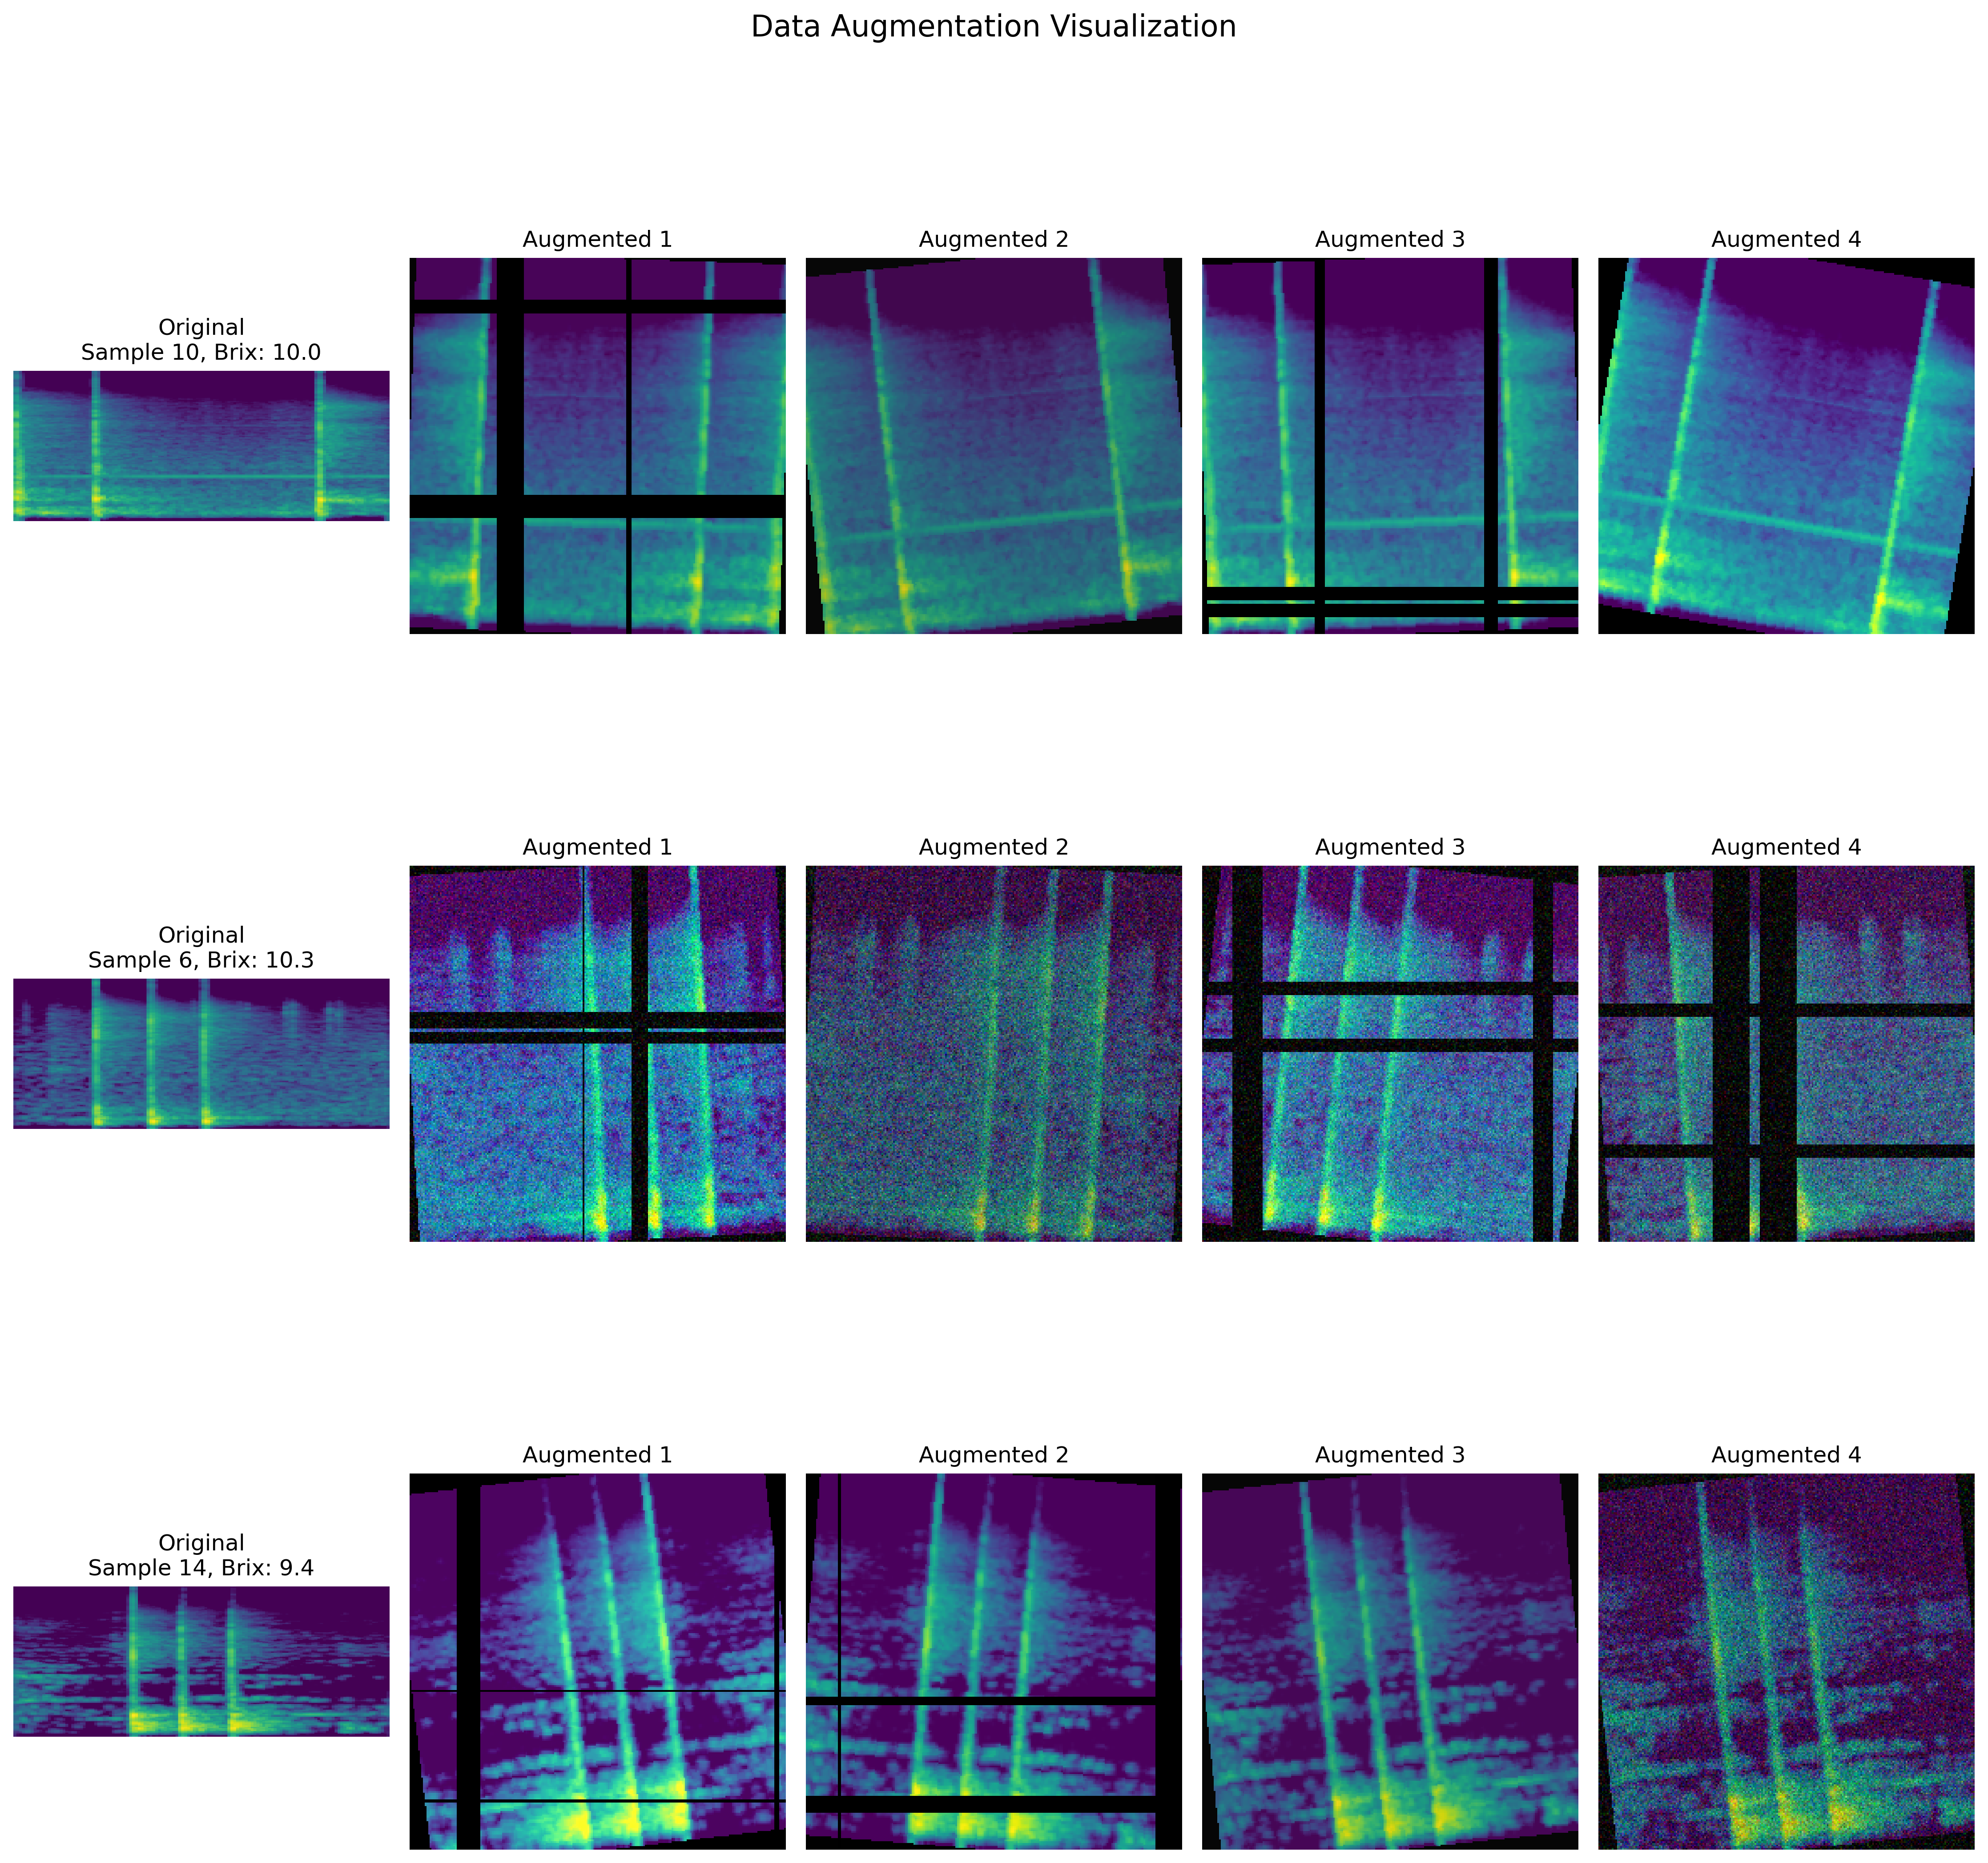 Data Augmentation Visualization
Original
Sample 10, Brix: 10.0
Augmented 1
Augmented 2
Augmented 3
Augmented 4
Original
Sample 6, Brix: 10.3
Augmented 1
Augmented 2
Augmented 3
Augmented 4
Original
Sample 14, Brix: 9.4
Augmented 1
Augmented 2
Augmented 3
Augmented 4